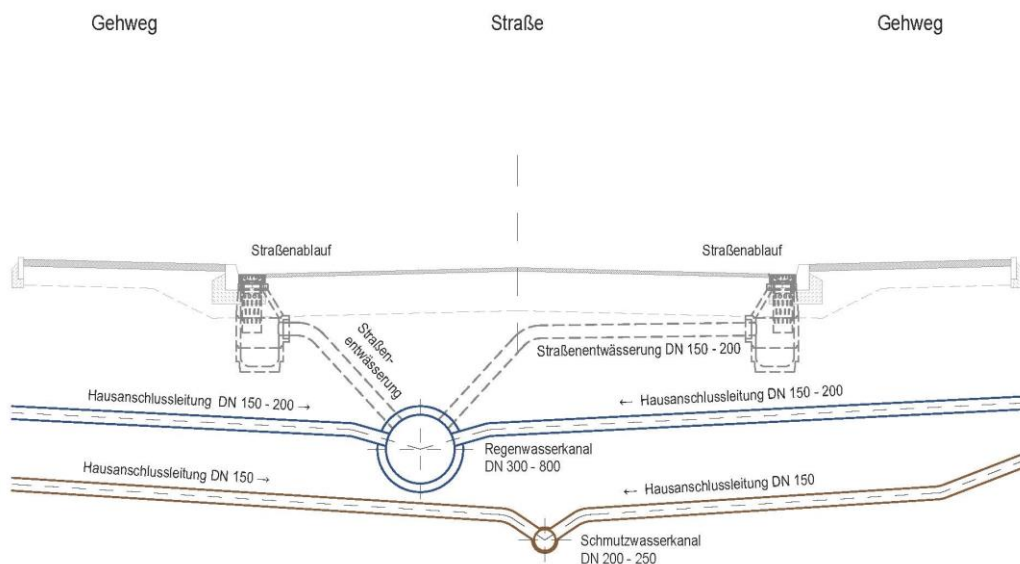 Gehweg
Straße
Gehweg
Straßenablauf
Straßenablauf
Straßen-
entwässerung
Straßenentwässerung DN 150 - 200
Hausanschlussleitung DN 150 - 200 →
← Hausanschlussleitung DN 150 - 200
Regenwasserkanal
DN 300 - 800
Hausanschlussleitung DN 150 →
← Hausanschlussleitung DN 150
Schmutzwasserkanal
DN 200 - 250